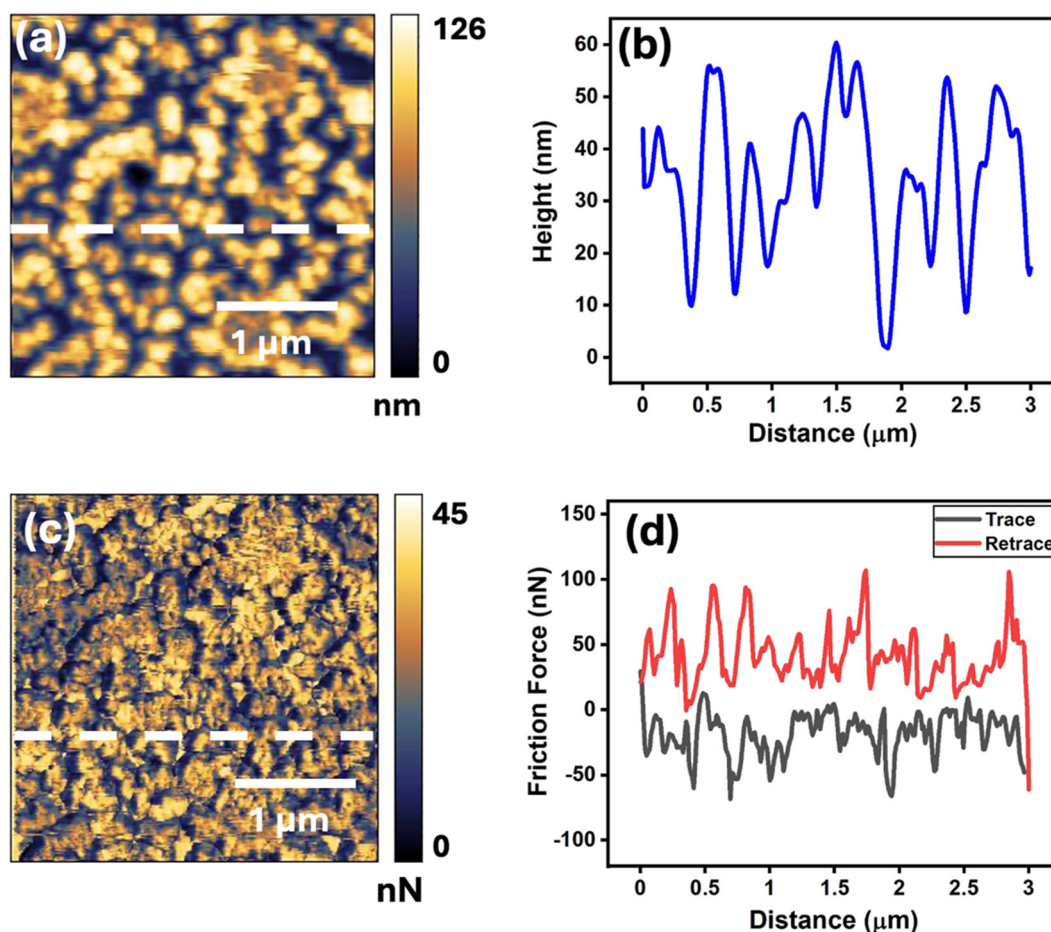 (a)
126
0
nm
1 μm
(b)
Height (nm)
60
50
40
30
20
10
0
0 0.5 1 1.5 2 2.5 3
Distance (μm)
(c)
45
0
nN
1 μm
(d)
Trace
Retrace
Friction Force (nN)
150
100
50
0
-50
-100
0 0.5 1 1.5 2 2.5 3
Distance (μm)